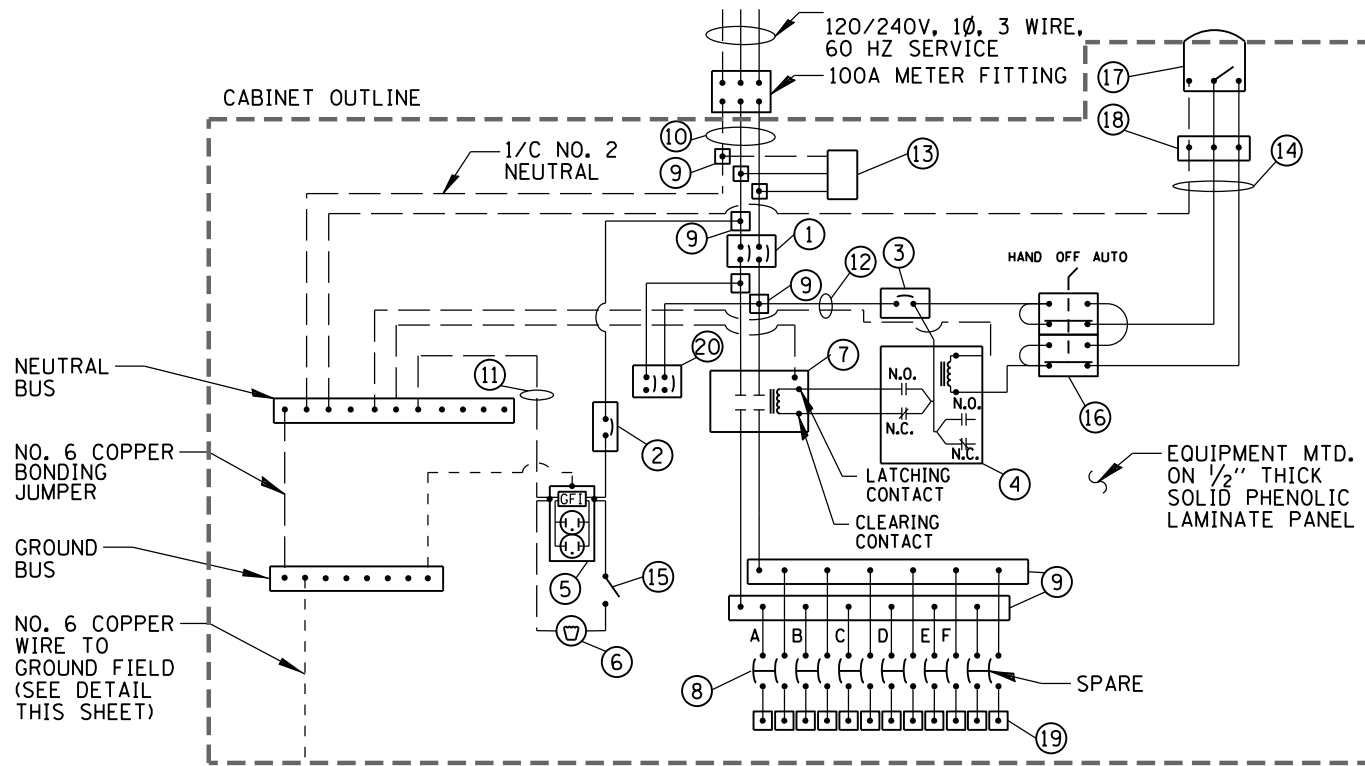 120/240V, 1Ø, 3 WIRE,
60 HZ SERVICE
100A METER FITTING
CABINET OUTLINE
17
18
10
1/C NO. 2
NEUTRAL
9
13
14
9
1
3
HAND OFF AUTO
12
9
20
7
NEUTRAL
BUS
11
N.O.
N.O.
N.C.
N.C.
16
2
4
NO. 6 COPPER
BONDING
JUMPER
EQUIPMENT MTD.
ON 1/2" THICK
SOLID PHENOLIC
LAMINATE PANEL
LATCHING
CONTACT
GFI
CLEARING
CONTACT
GROUND
BUS
5
15
9
NO. 6 COPPER
WIRE TO
GROUND FIELD
(SEE DETAIL
THIS SHEET)
6
A B C D E F
8
SPARE
19